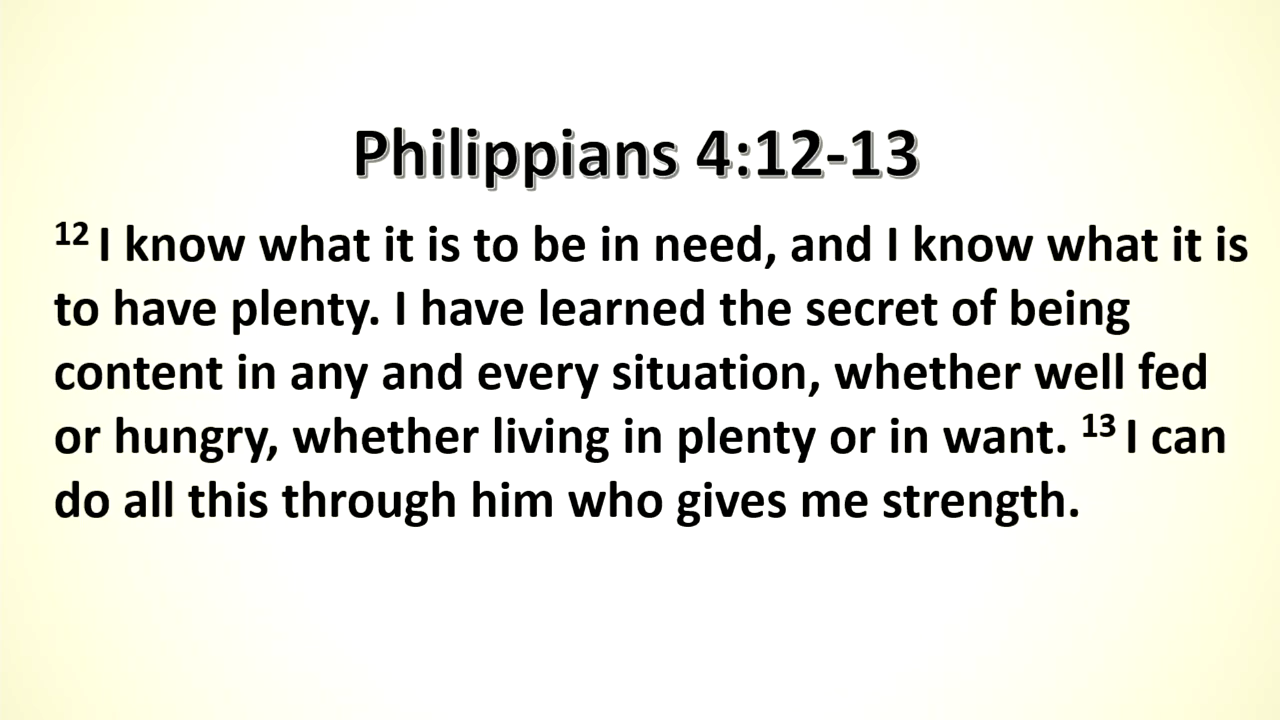 Philippians 4:12-13
12 I know what it is to be in need, and I know what it is
to have plenty. I have learned the secret of being
content in any and every situation, whether well fed
or hungry, whether living in plenty or in want. 13 I can
do all this through him who gives me strength.